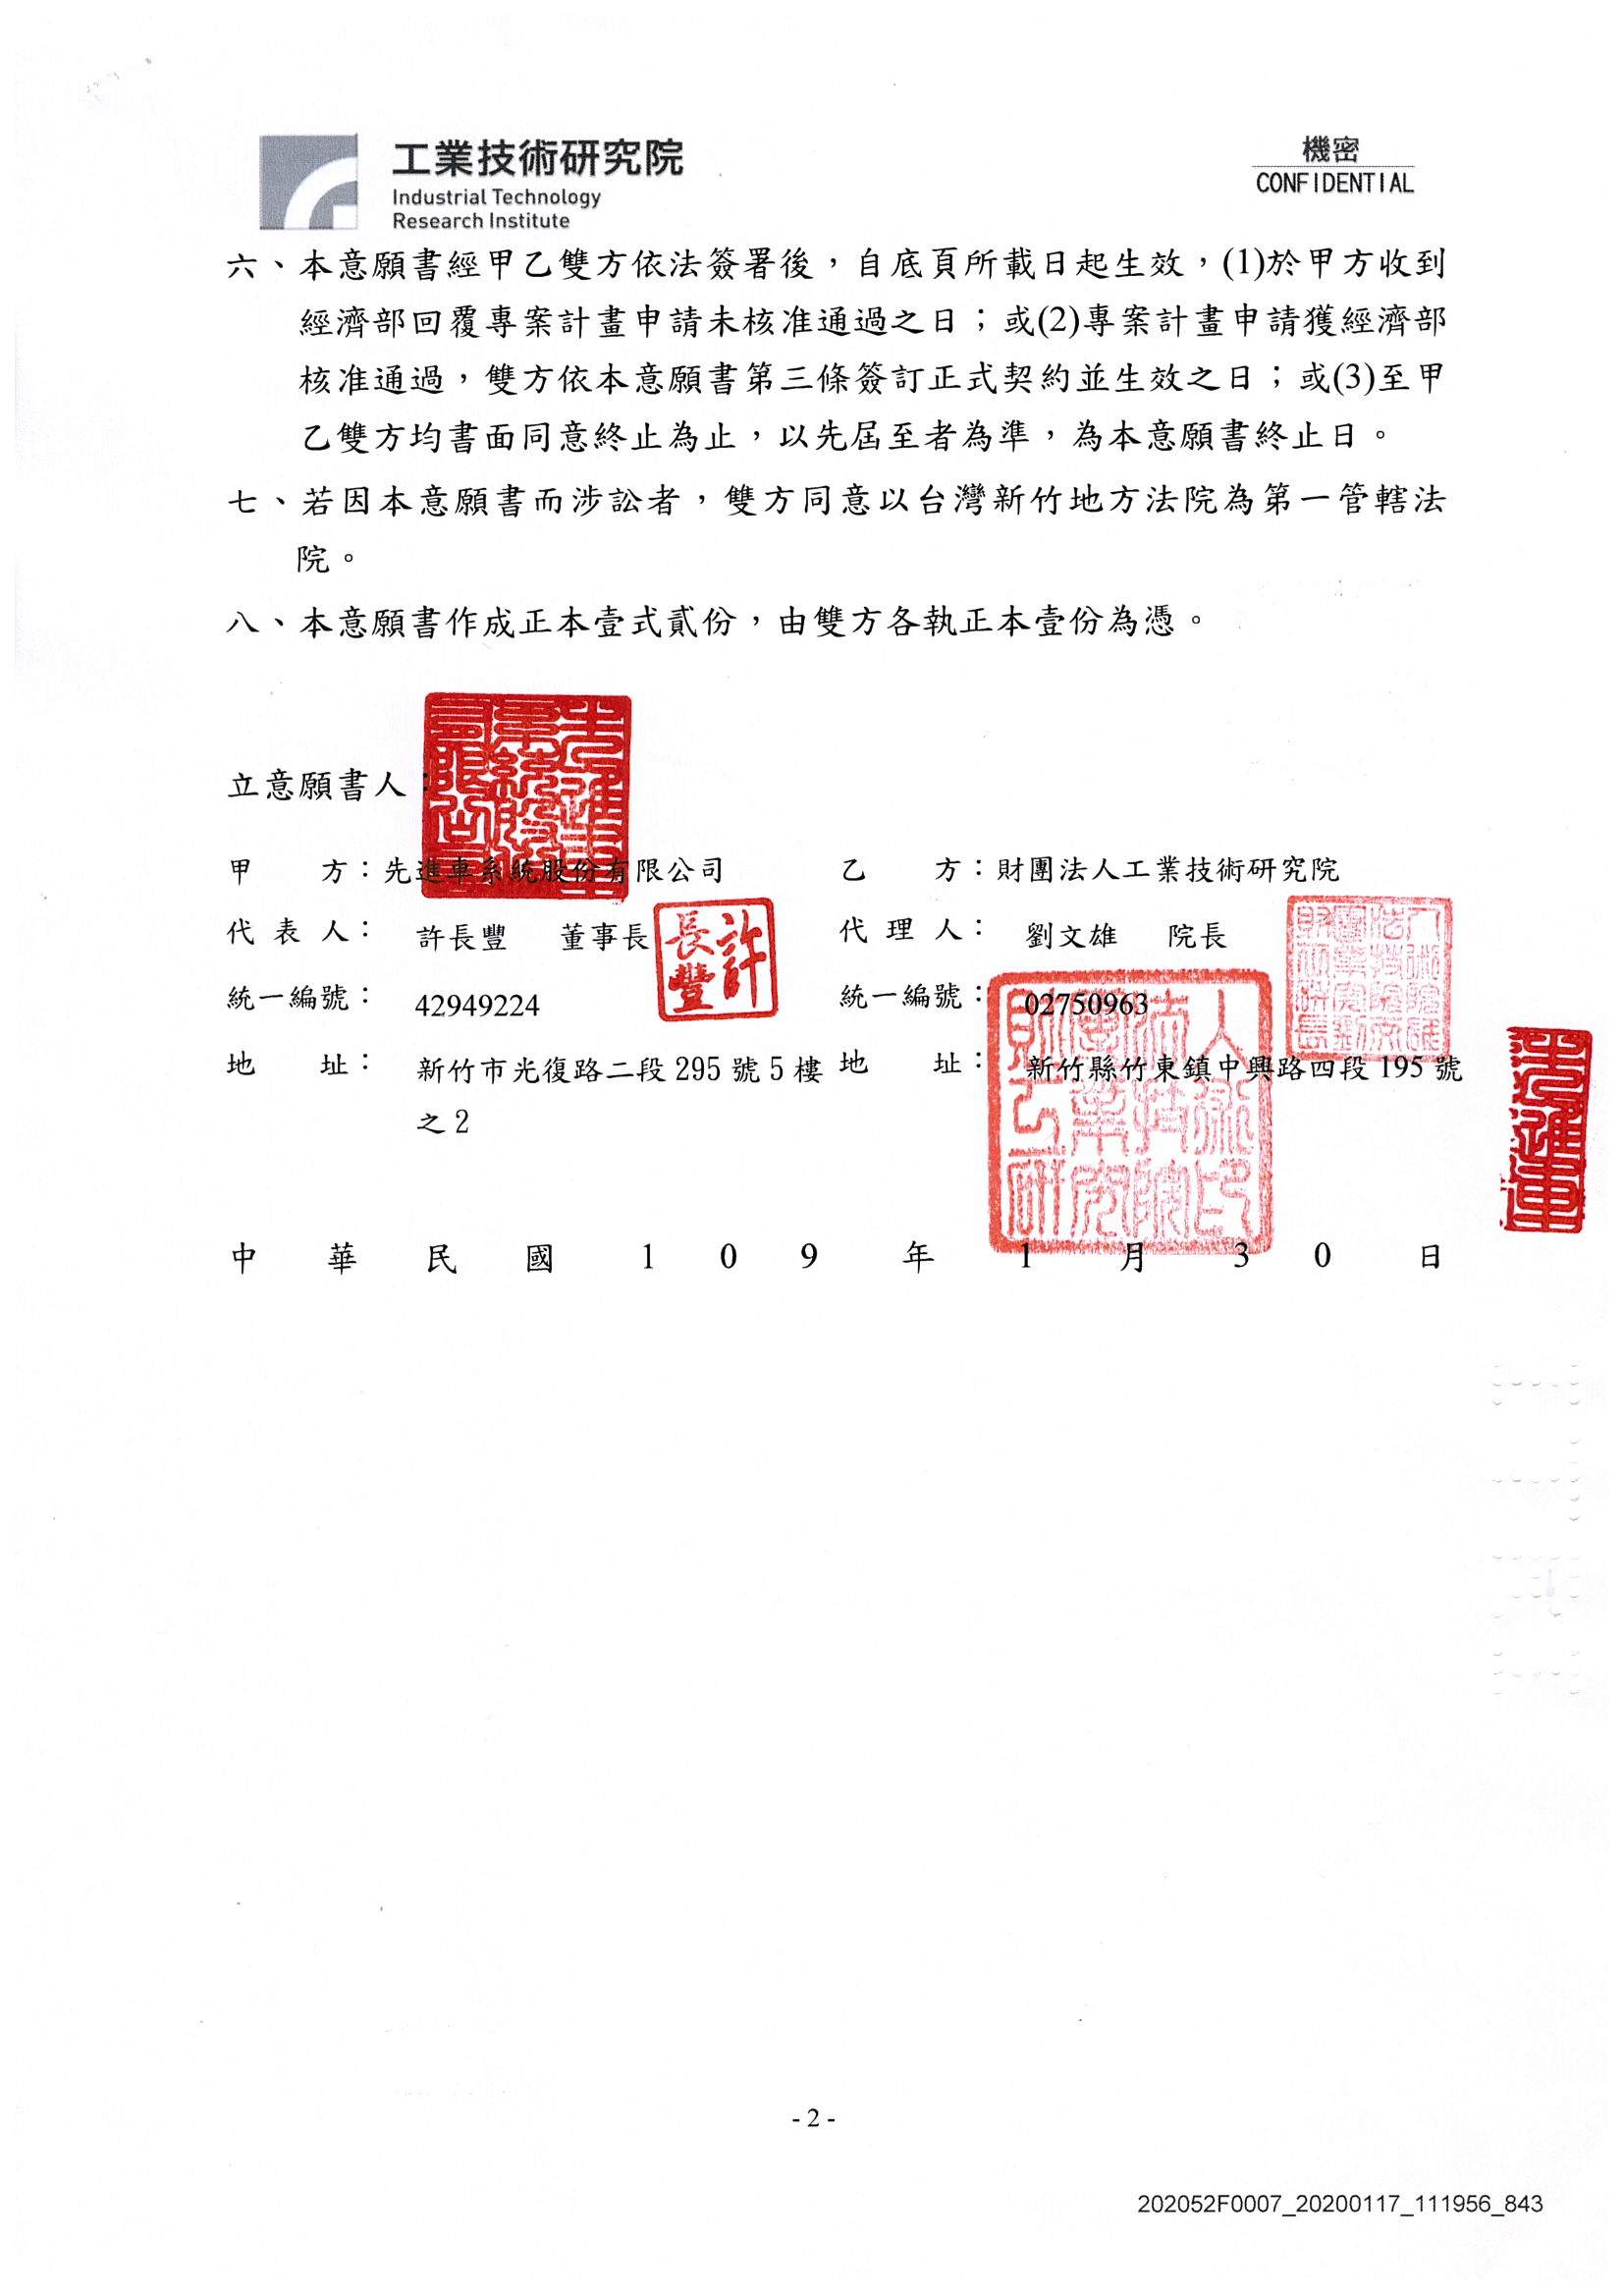 工業技術研究院
Industrial Technology
Research Institute
機密
CONFIDENTIAL
六、本意願書經甲乙雙方依法簽署後，自底頁所載日起生效，(1)於甲方收到
經濟部回覆專案計畫申請未核准通過之日；或(2)專案計畫申請獲經濟部
核准通過，雙方依本意願書第三條簽訂正式契約並生效之日；或(3)至甲
乙雙方均書面同意終止為止，以先屆至者為準，為本意願書終止日。
七、若因本意願書而涉訟者，雙方同意以台灣新竹地方法院為第一管轄法
院。
八、本意願書作成正本壹式貳份，由雙方各執正本壹份為憑。
立意願書人：
甲方：先進車系統股份有限公司
代表人： 許長豐 董事長
許長豐
統一編號： 42949224
地址： 新竹市光復路二段 295 號 5 樓
之 2
乙方：財團法人工業技術研究院
代理人： 劉文雄 院長
統一編號： 02750963
地址： 新竹縣竹東鎮中興路四段 195 號
先進車
中華民國 109 年 1 月 30 日
- 2 -
202052F0007_20200117_111956_843